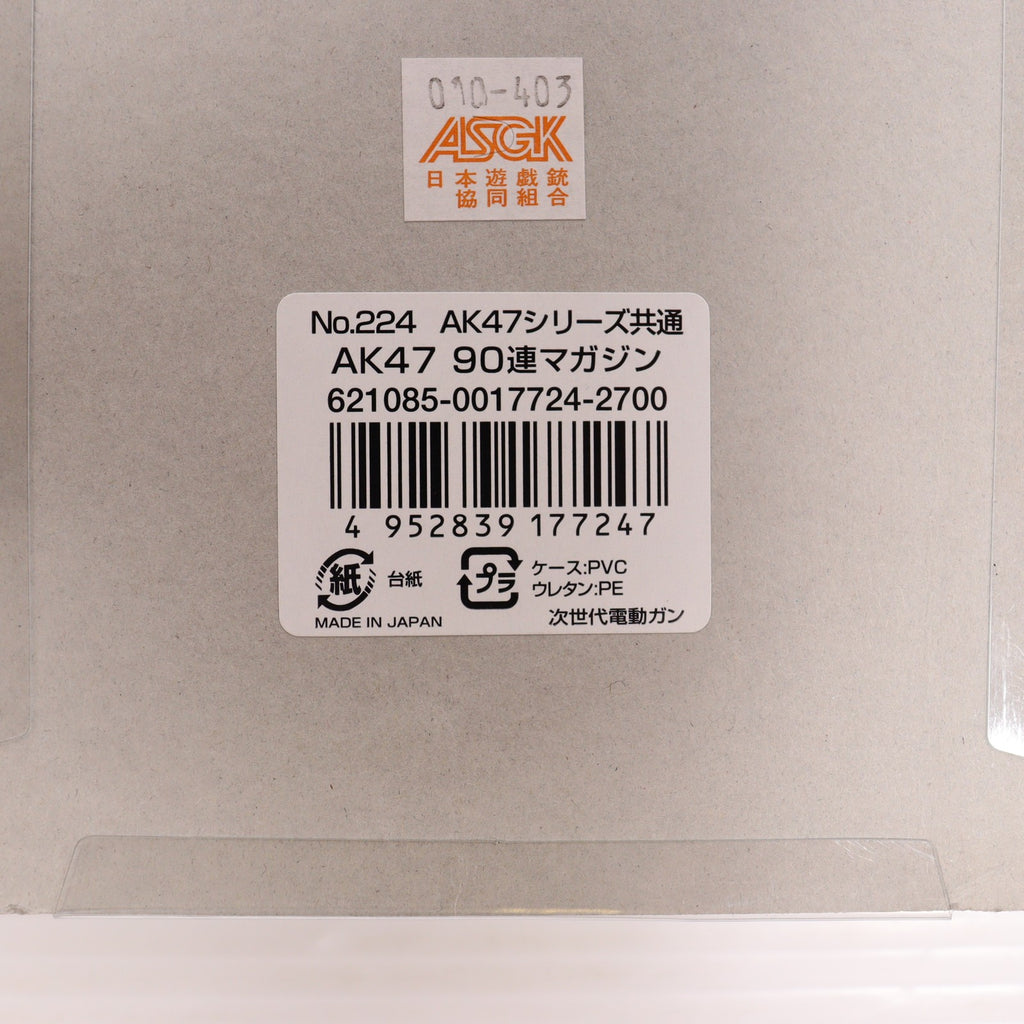 010-403
ASGK
日本遊戯銃
協同組合
No.224 AK47シリーズ共通
AK47 90連マガジン
621085-0017724-2700
4 952839 177247
紙 台紙
プラ ケース:PVC
ウレタン:PE
MADE IN JAPAN 次世代電動ガン